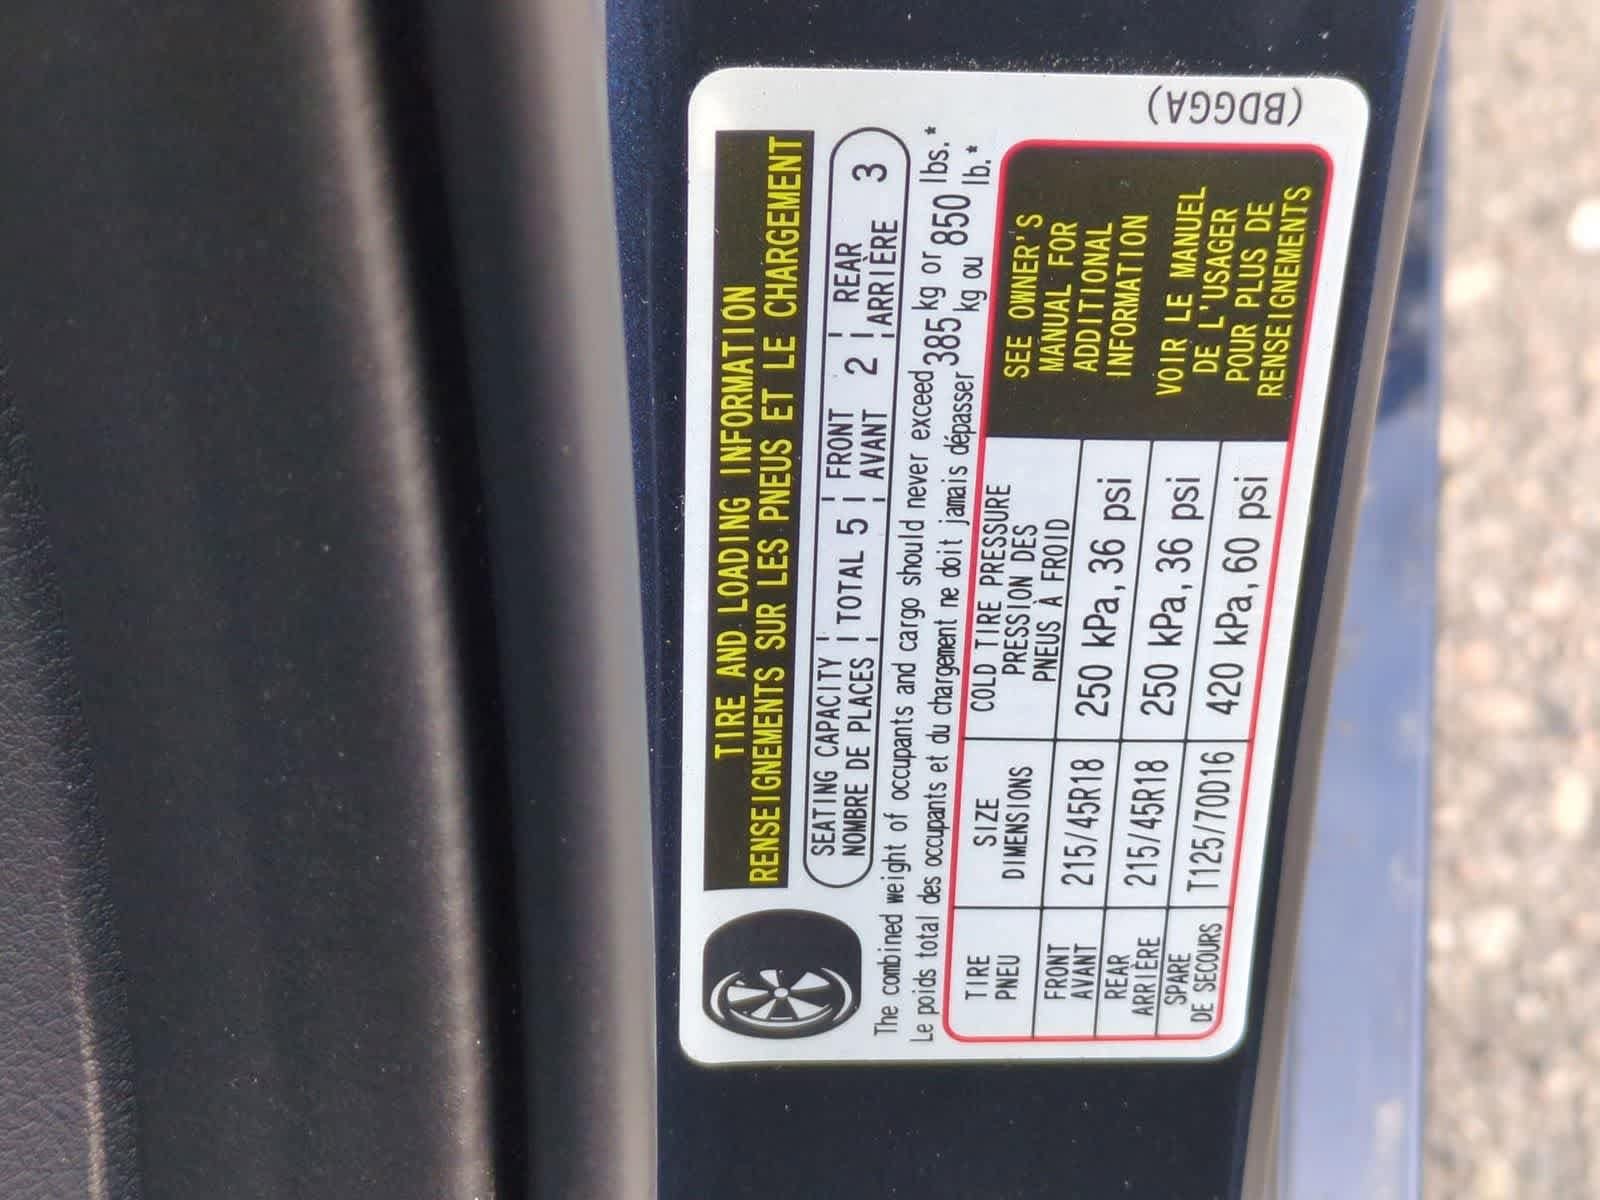 TIRE AND LOADING INFORMATION
RENSEIGNEMENTS SUR LES PNEUS ET LE CHARGEMENT
SEATING CAPACITY TOTAL 5 FRONT 2 REAR 3
NOMBRE DE PLACES AVANT ARRIÈRE
The combined weight of occupants and cargo should never exceed 385 kg or 850 lbs.*
Le poids total des occupants et du chargement ne doit jamais dépasser kg ou lb.*
TIRE SIZE COLD TIRE PRESSURE
PNEU DIMENSIONS PRESSION DES
PNEUS À FROID
FRONT 215/45R18 250 kPa, 36 psi
AVANT
REAR 215/45R18 250 kPa, 36 psi
ARRIÈRE
SPARE T125/70D16 420 kPa, 60 psi
DE SECOURS
SEE OWNER'S
MANUAL FOR
ADDITIONAL
INFORMATION
VOIR LE MANUEL
DE L'USAGER
POUR PLUS DE
RENSEIGNEMENTS
(BDGGA)